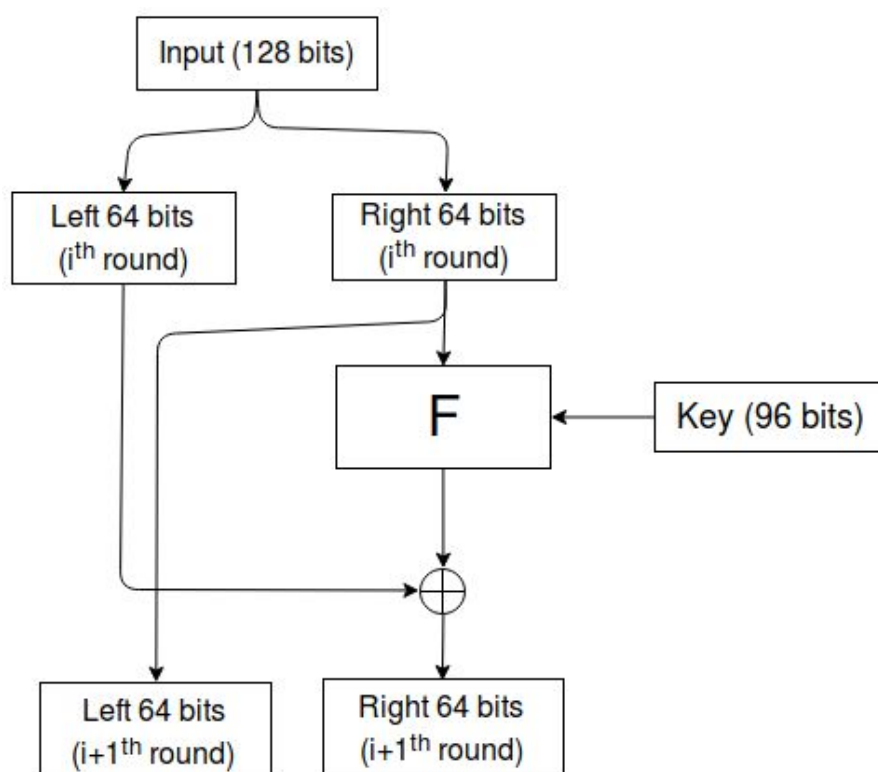 Input (128 bits)
Left 64 bits
(iᵗʰ round)
Right 64 bits
(iᵗʰ round)
F
Key (96 bits)
Left 64 bits
(i+1ᵗʰ round)
Right 64 bits
(i+1ᵗʰ round)